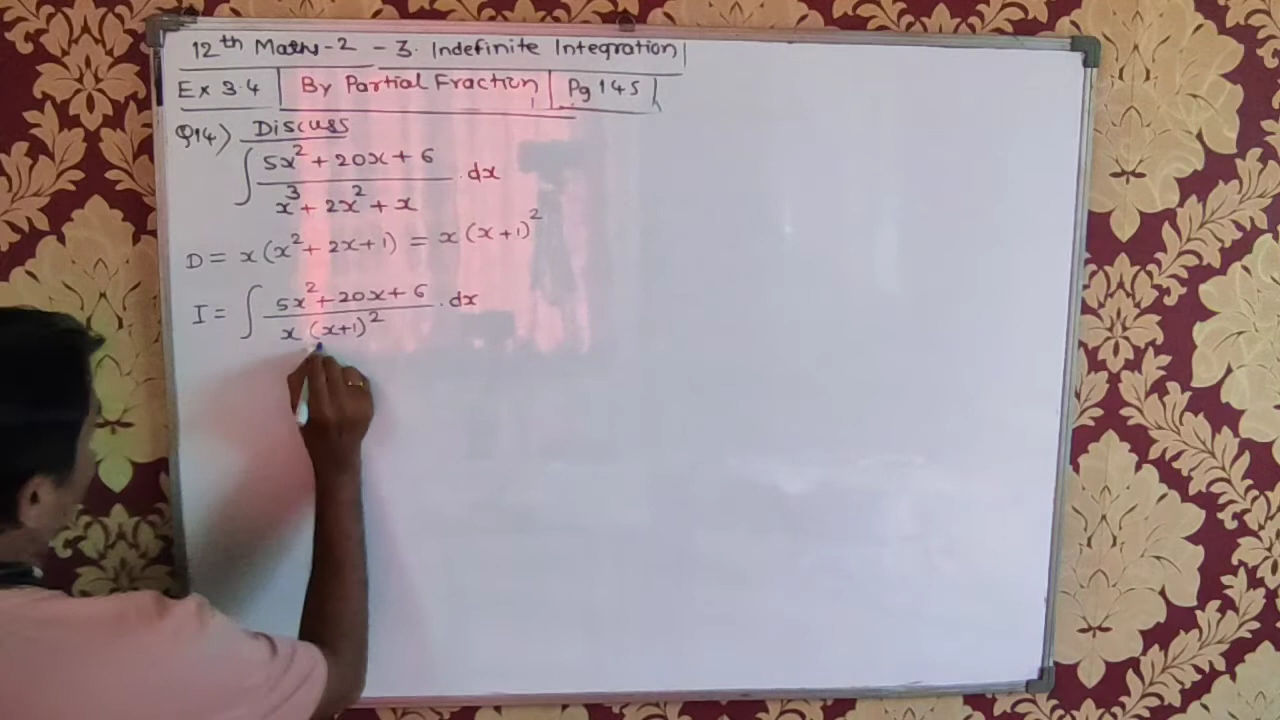 12th Maths-2 - 3. Indefinite Integration
Ex 3.4 | By Partial Fraction | Pg 145
Q14) Discuss
∫ (5x² + 20x + 6) / (x³ + 2x² + x) . dx
D = x(x² + 2x + 1) = x(x+1)²
I = ∫ (5x² + 20x + 6) / (x (x+1)²) . dx